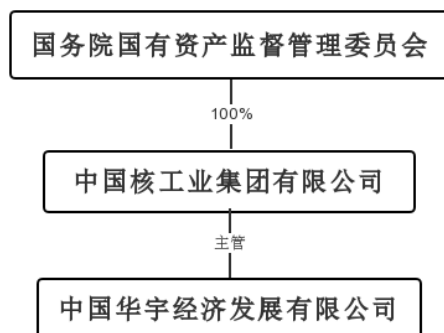 国务院国有资产监督管理委员会
100%
中国核工业集团有限公司
主管
中国华宇经济发展有限公司